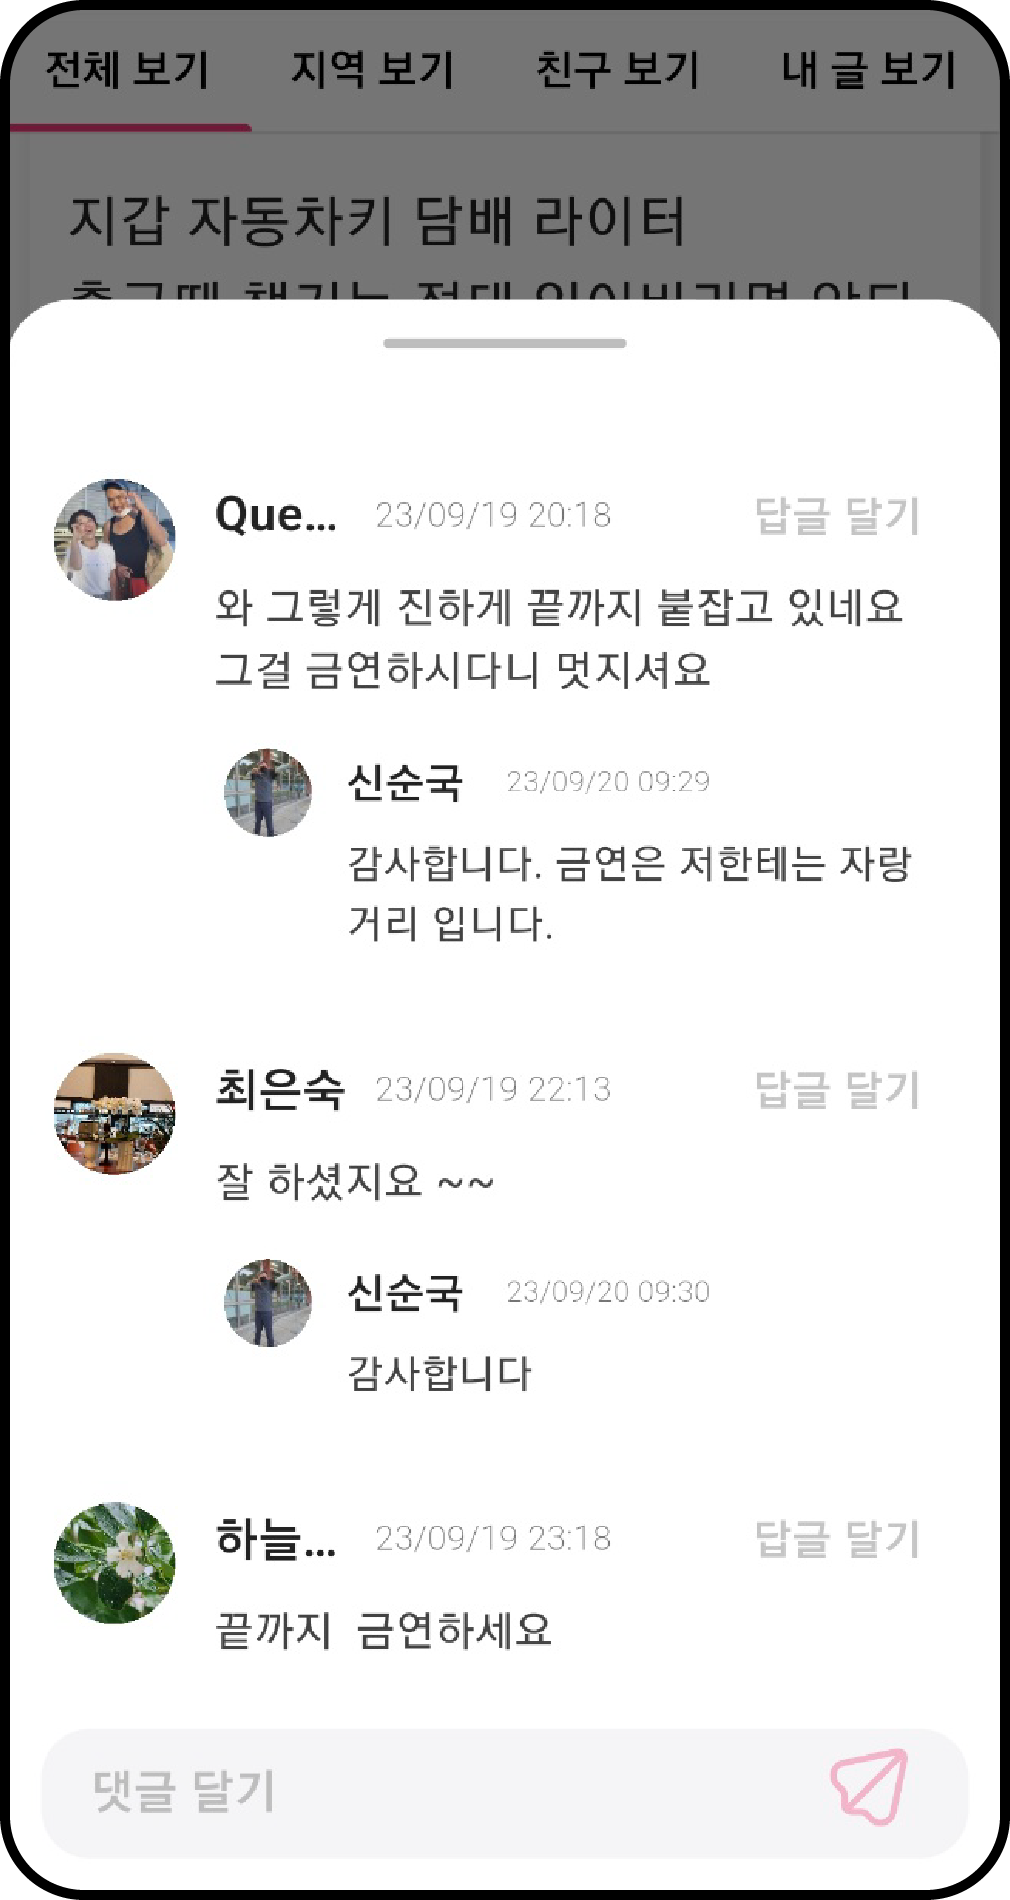 전체 보기 지역 보기 친구 보기 내 글 보기
지갑 자동차키 담배 라이터
Que... 23/09/19 20:18 답글 달기
와 그렇게 진하게 끝까지 붙잡고 있네요
그걸 금연하시다니 멋지셔요
신순국 23/09/20 09:29
감사합니다. 금연은 저한테는 자랑
거리 입니다.
최은숙 23/09/19 22:13 답글 달기
잘 하셨지요 ~~
신순국 23/09/20 09:30
감사합니다
하늘... 23/09/19 23:18 답글 달기
끝까지 금연하세요
댓글 달기